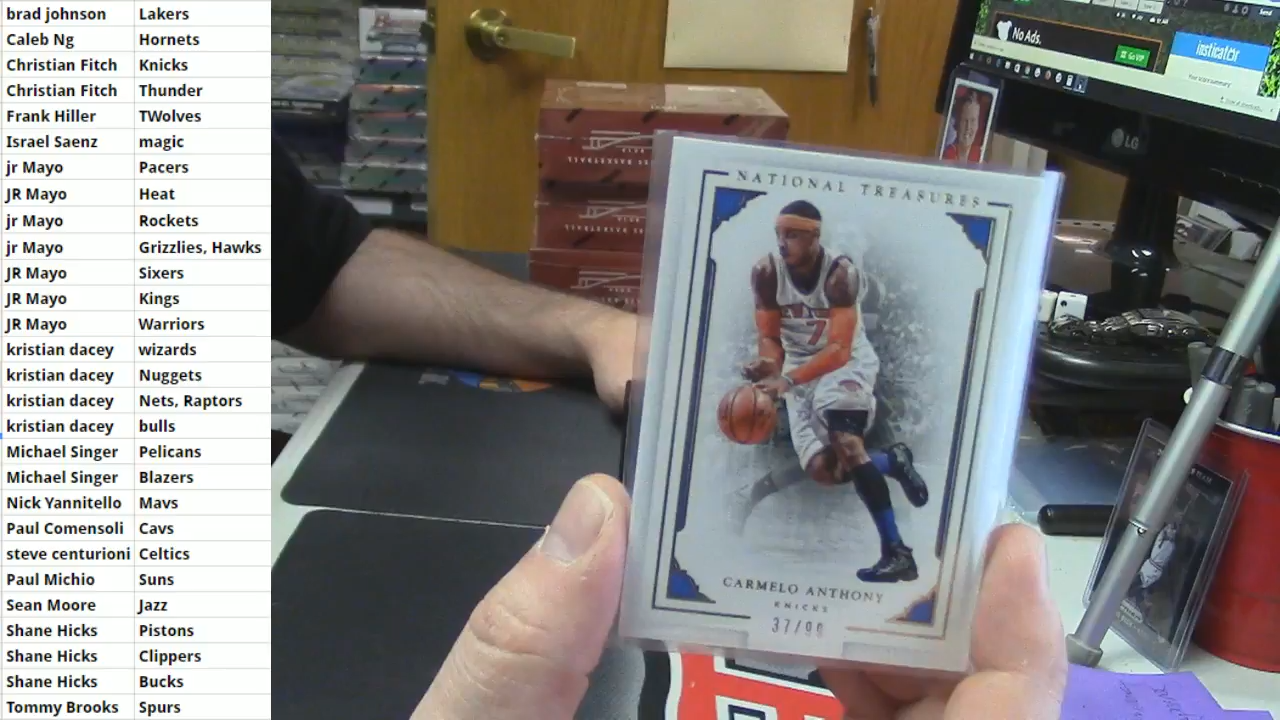 brad johnson Lakers
Caleb Ng Hornets
Christian Fitch Knicks
Christian Fitch Thunder
Frank Hiller TWolves
Israel Saenz magic
jr Mayo Pacers
JR Mayo Heat
jr Mayo Rockets
jr Mayo Grizzlies, Hawks
JR Mayo Sixers
JR Mayo Kings
JR Mayo Warriors
kristian dacey wizards
kristian dacey Nuggets
kristian dacey Nets, Raptors
kristian dacey bulls
Michael Singer Pelicans
Michael Singer Blazers
Nick Yannitello Mavs
Paul Comensoli Cavs
steve centurioni Celtics
Paul Michio Suns
Sean Moore Jazz
Shane Hicks Pistons
Shane Hicks Clippers
Shane Hicks Bucks
Tommy Brooks Spurs
NATIONAL TREASURES
7
CARMELO ANTHONY
KNICKS
37/99
No Ads.
Go VIP
insticator
LG